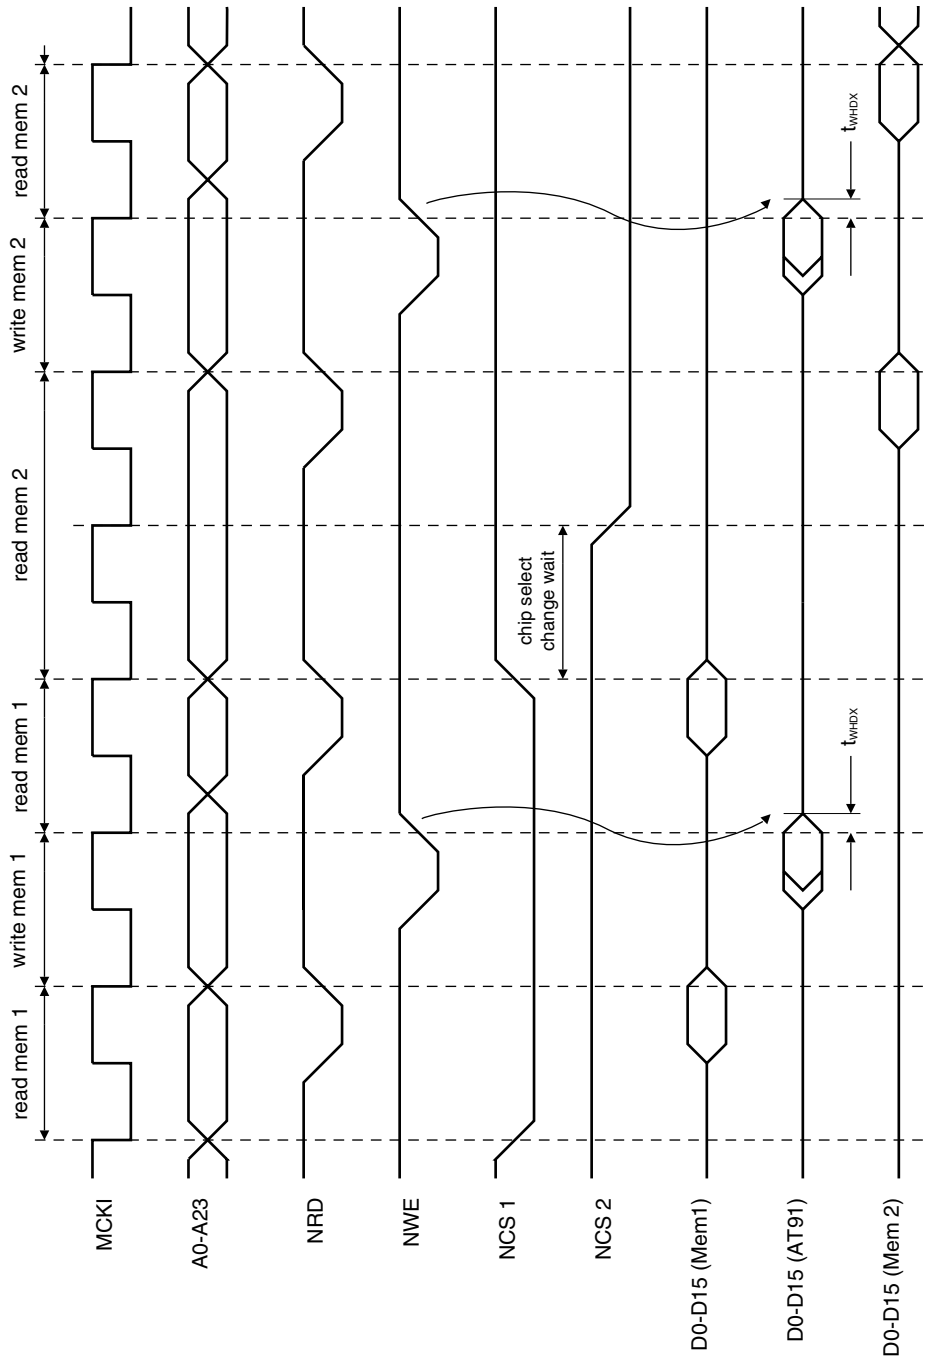 read mem 1
write mem 1
read mem 1
read mem 2
write mem 2
read mem 2
MCKI
A0-A23
NRD
NWE
NCS 1
chip select
change wait
NCS 2
D0-D15 (Mem1)
D0-D15 (AT91)
tWHDX
tWHDX
D0-D15 (Mem 2)